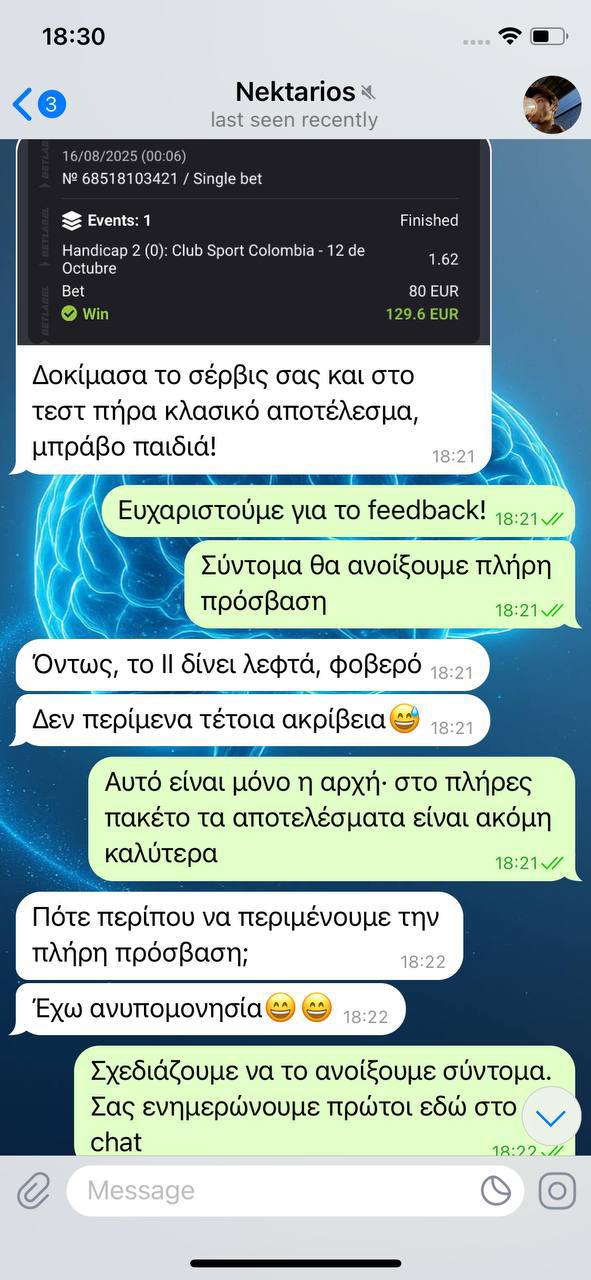 18:30
3
Nektarios
last seen recently
16/08/2025 (00:06)
№ 68518103421 / Single bet
Events: 1 Finished
Handicap 2 (0): Club Sport Colombia - 12 de
Octubre
1.62
Bet 80 EUR
Win 129.6 EUR
BETLABEL
BETLABEL
BETLABEL
Δοκίμασα το σέρβις σας και στο
τεστ πήρα κλασικό αποτέλεσμα,
μπράβο παιδιά!
18:21
Ευχαριστούμε για το feedback!
18:21
Σύντομα θα ανοίξουμε πλήρη
πρόσβαση
18:21
Όντως, το ΙΙ δίνει λεφτά, φοβερό
18:21
Δεν περίμενα τέτοια ακρίβεια😅
18:21
Αυτό είναι μόνο η αρχή· στο πλήρες
πακέτο τα αποτελέσματα είναι ακόμη
καλύτερα
18:21
Πότε περίπου να περιμένουμε την
πλήρη πρόσβαση;
18:22
Έχω ανυπομονησία😄😄
18:22
Σχεδιάζουμε να το ανοίξουμε σύντομα.
Σας ενημερώνουμε πρώτοι εδώ στο
chat
18:22
Message